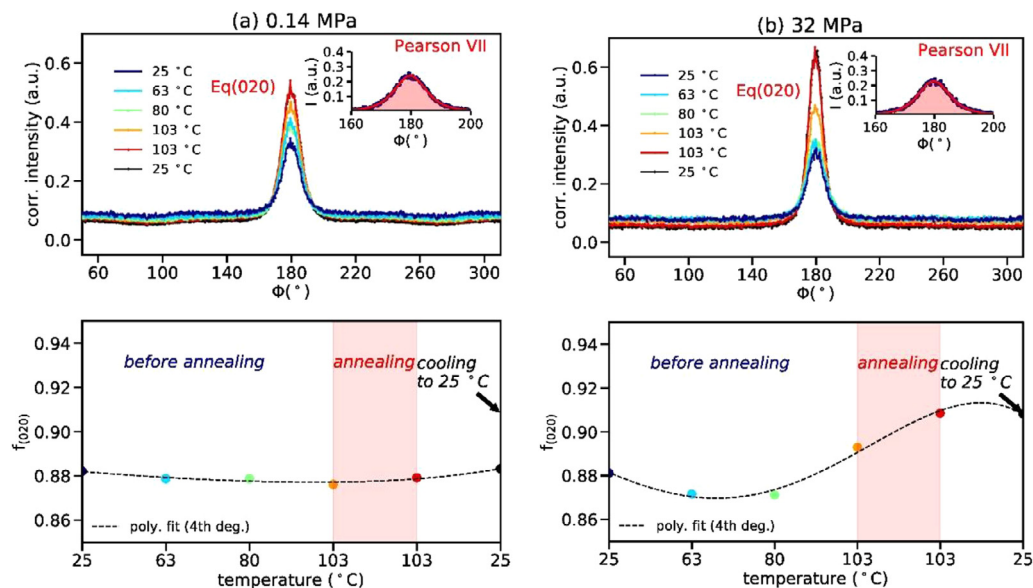 (a) 0.14 MPa
corr. intensity (a.u.)
0.6
0.4
0.2
0.0
25 °C
63 °C
80 °C
103 °C
103 °C
25 °C
Eq(020)
Pearson VII
I (a.u.)
0.4
0.3
0.2
0.1
160 180 200
Φ(°)
60 100 140 180 220 260 300
Φ(°)
(b) 32 MPa
corr. intensity (a.u.)
0.6
0.4
0.2
0.0
25 °C
63 °C
80 °C
103 °C
103 °C
25 °C
Eq(020)
Pearson VII
I (a.u.)
0.4
0.3
0.2
0.1
160 180 200
Φ(°)
60 100 140 180 220 260 300
Φ(°)
f(020)
0.94
0.92
0.90
0.88
0.86
before annealing
annealing
cooling
to 25 °C
poly. fit (4th deg.)
25 63 80 103 103 25
temperature (°C)
f(020)
0.94
0.92
0.90
0.88
0.86
before annealing
annealing
cooling
to 25 °C
poly. fit (4th deg.)
25 63 80 103 103 25
temperature (°C)